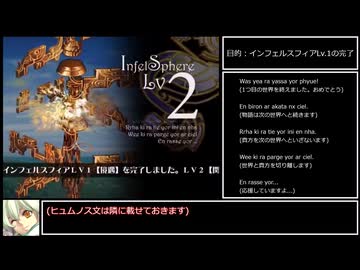 InfelSphere
Lv
2
Rrha ki ra tie yor ini en nha.
Wee ki ra parge yor ar ciel.
En rasse yor ..
インフェルスフィアLV１【接遇】を完了しました。LV２【関
目的：インフェルスフィアLv.1の完了
Was yea ra yassa yor phyue!
(1つ目の世界を終えました。おめでとう)
En biron ar akata nx ciel.
(物語は次の世界へと続きます)
Rrha ki ra tie yor ini en nha.
(貴方を次の世界へといざないます)
Wee ki ra parge yor ar ciel.
(世界と貴方を切り離します)
En rasse yor...
(応援していますよ...)
(ヒュムノス文は隣に載せておきます)